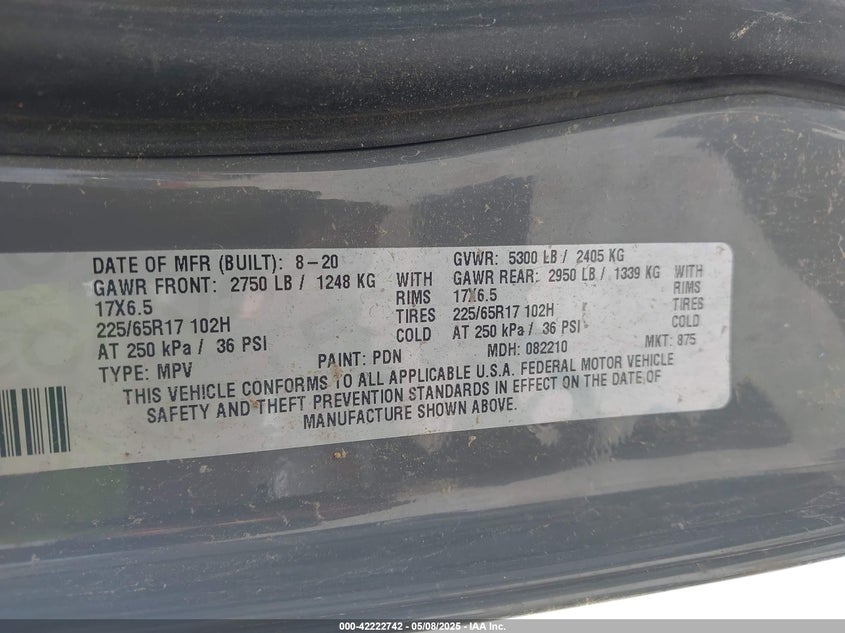 DATE OF MFR (BUILT): 8-20 GVWR: 5300 LB / 2405 KG
GAWR FRONT: 2750 LB / 1248 KG WITH GAWR REAR: 2950 LB / 1339 KG WITH
17X6.5 RIMS 17X6.5 RIMS
225/65R17 102H TIRES 225/65R17 102H TIRES
AT 250 kPa / 36 PSI COLD AT 250 kPa / 36 PSI COLD
TYPE: MPV PAINT: PDN MDH: 082210 MKT: 875
THIS VEHICLE CONFORMS TO ALL APPLICABLE U.S.A. FEDERAL MOTOR VEHICLE
SAFETY AND THEFT PREVENTION STANDARDS IN EFFECT ON THE DATE OF
MANUFACTURE SHOWN ABOVE.
000-42222742 - 05/08/2025 - IAA Inc.